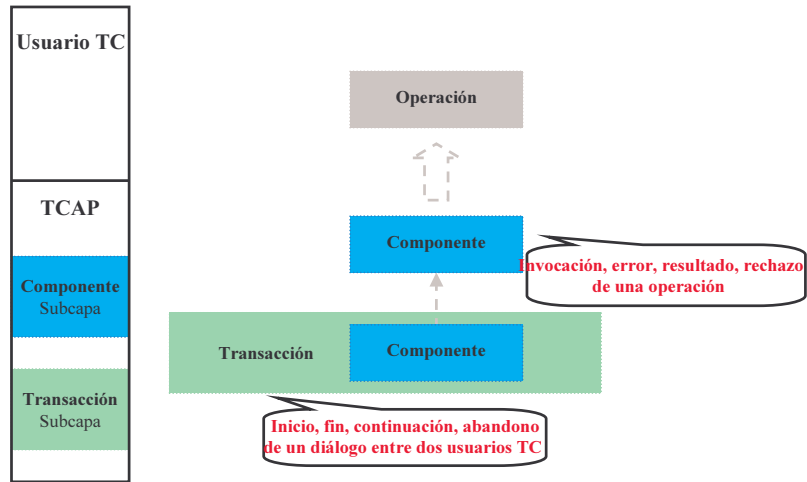 Usuario TC
Operación
TCAP
Componente
Invocación, error, resultado, rechazo
de una operación
Componente
Subcapa
Transacción
Componente
Transacción
Subcapa
Inicio, fin, continuación, abandono
de un diálogo entre dos usuarios TC